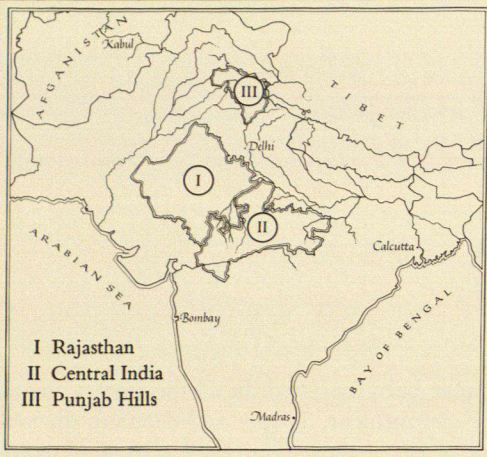 AFGANISTAN
Kabul
III
TIBET
Delhi
I
II
Calcutta
ARABIAN SEA
BAY OF BENGAL
Bombay
I Rajasthan
II Central India
III Punjab Hills
Madras